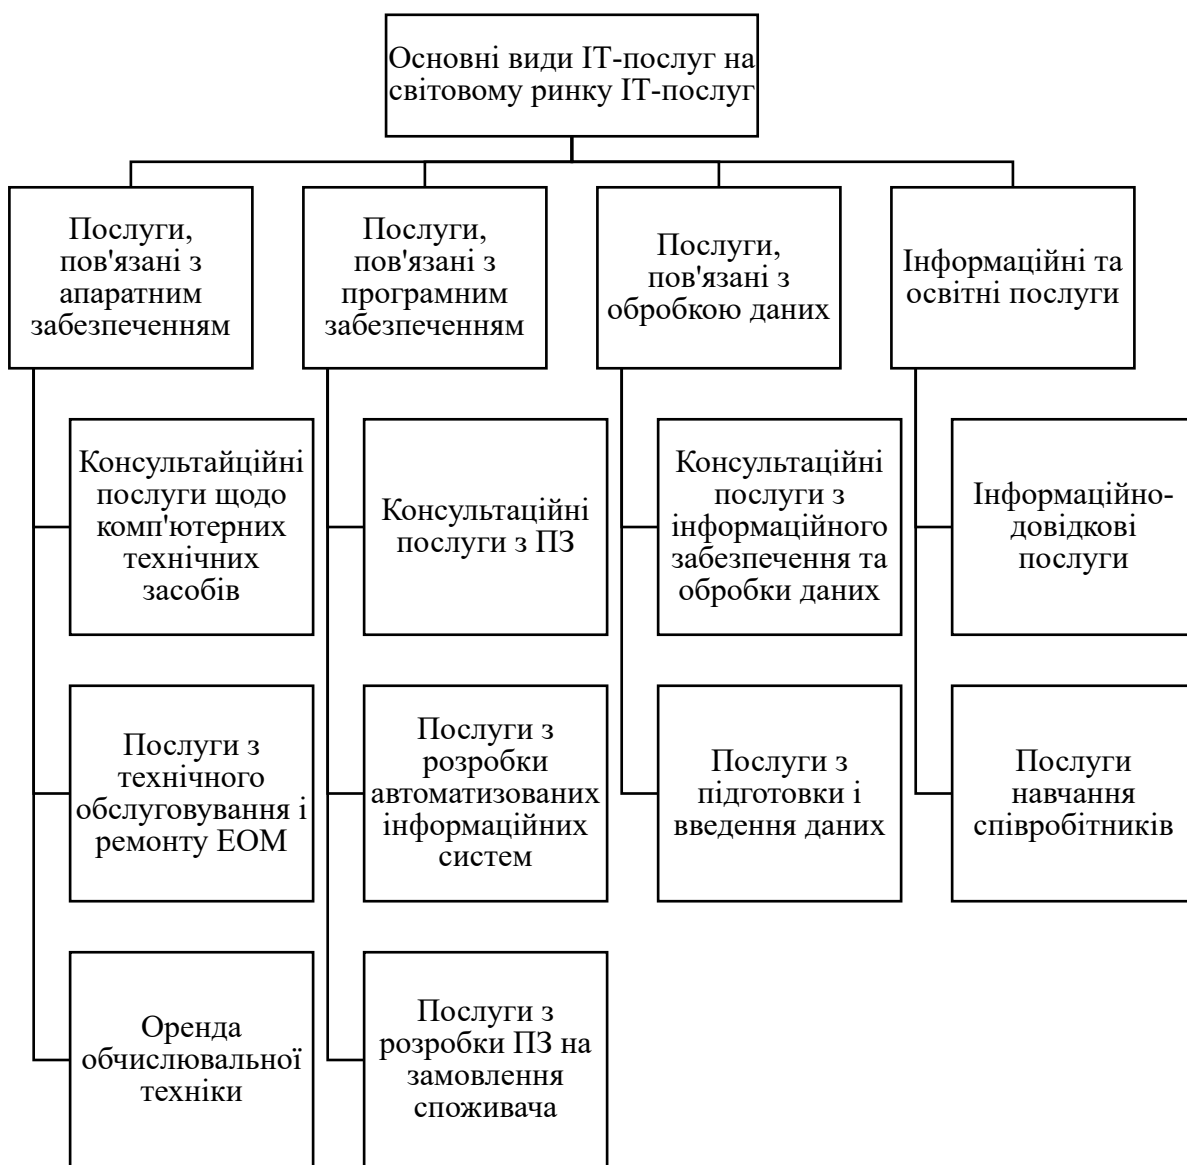 Основні види ІТ-послуг на
світовому ринку ІТ-послуг
Послуги,
пов'язані з
апаратним
забезпеченням
Послуги,
пов'язані з
програмним
забезпеченням
Послуги,
пов'язані з
обробкою даних
Інформаційні та
освітні послуги
Консультайційні
послуги щодо
комп'ютерних
технічних
засобів
Консультаційні
послуги з ПЗ
Консультаційні
послуги з
інформаційного
забезпечення та
обробки даних
Інформаційно-
довідкові
послуги
Послуги з
технічного
обслуговування і
ремонту ЕОМ
Послуги з
розробки
автоматизованих
інформаційних
систем
Послуги з
підготовки і
введення даних
Послуги
навчання
співробітників
Оренда
обчислювальної
техніки
Послуги з
розробки ПЗ на
замовлення
споживача